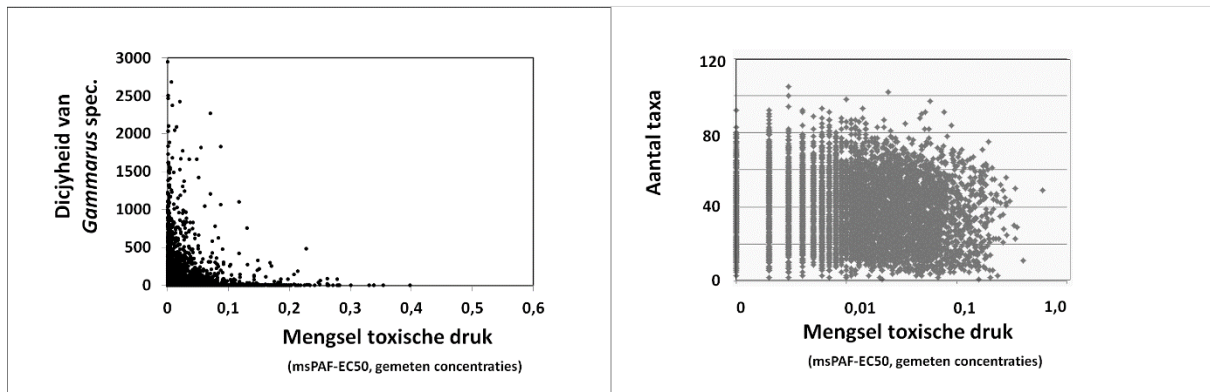 Dicjyheid van
Gammarus spec.
3000
2500
2000
1500
1000
500
0
0 0,1 0,2 0,3 0,4 0,5 0,6
Mengsel toxische druk
(msPAF-EC50, gemeten concentraties)
Aantal taxa
120
80
40
0
0 0,01 0,1 1,0
Mengsel toxische druk
(msPAF-EC50, gemeten concentraties)